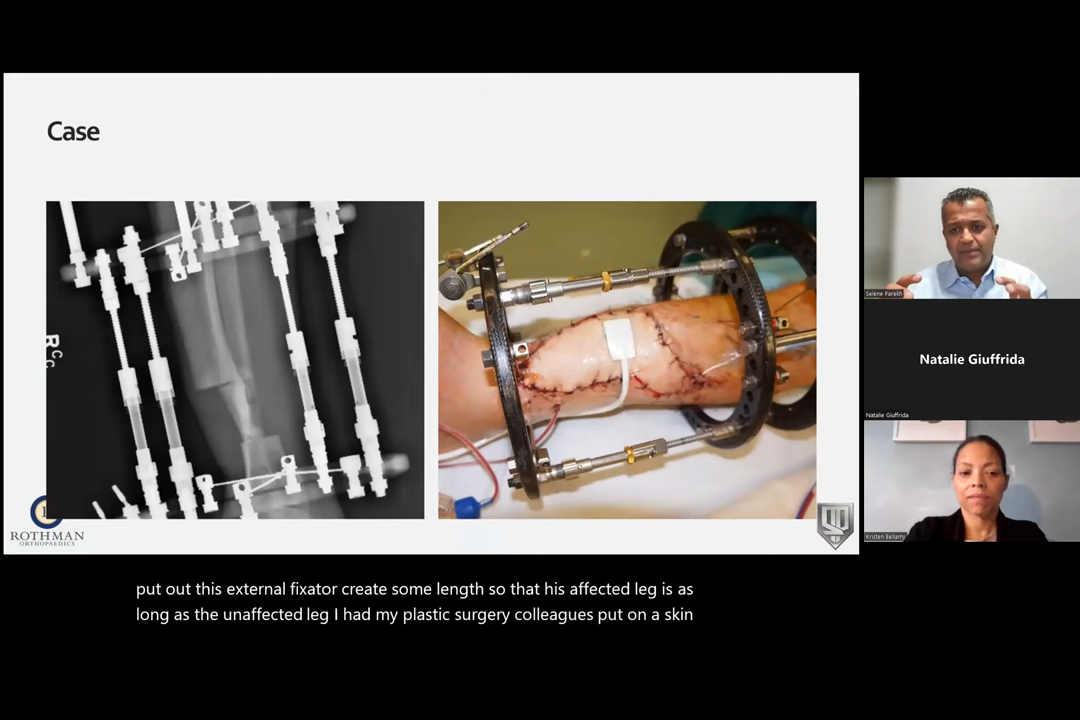 Case
R
C
C
ROTHMAN
ORTHOPAEDICS
Selene Parekh
Natalie Giuffrida
Natalie Giuffrida
Kristen Bellamy
put out this external fixator create some length so that his affected leg is as
long as the unaffected leg I had my plastic surgery colleagues put on a skin